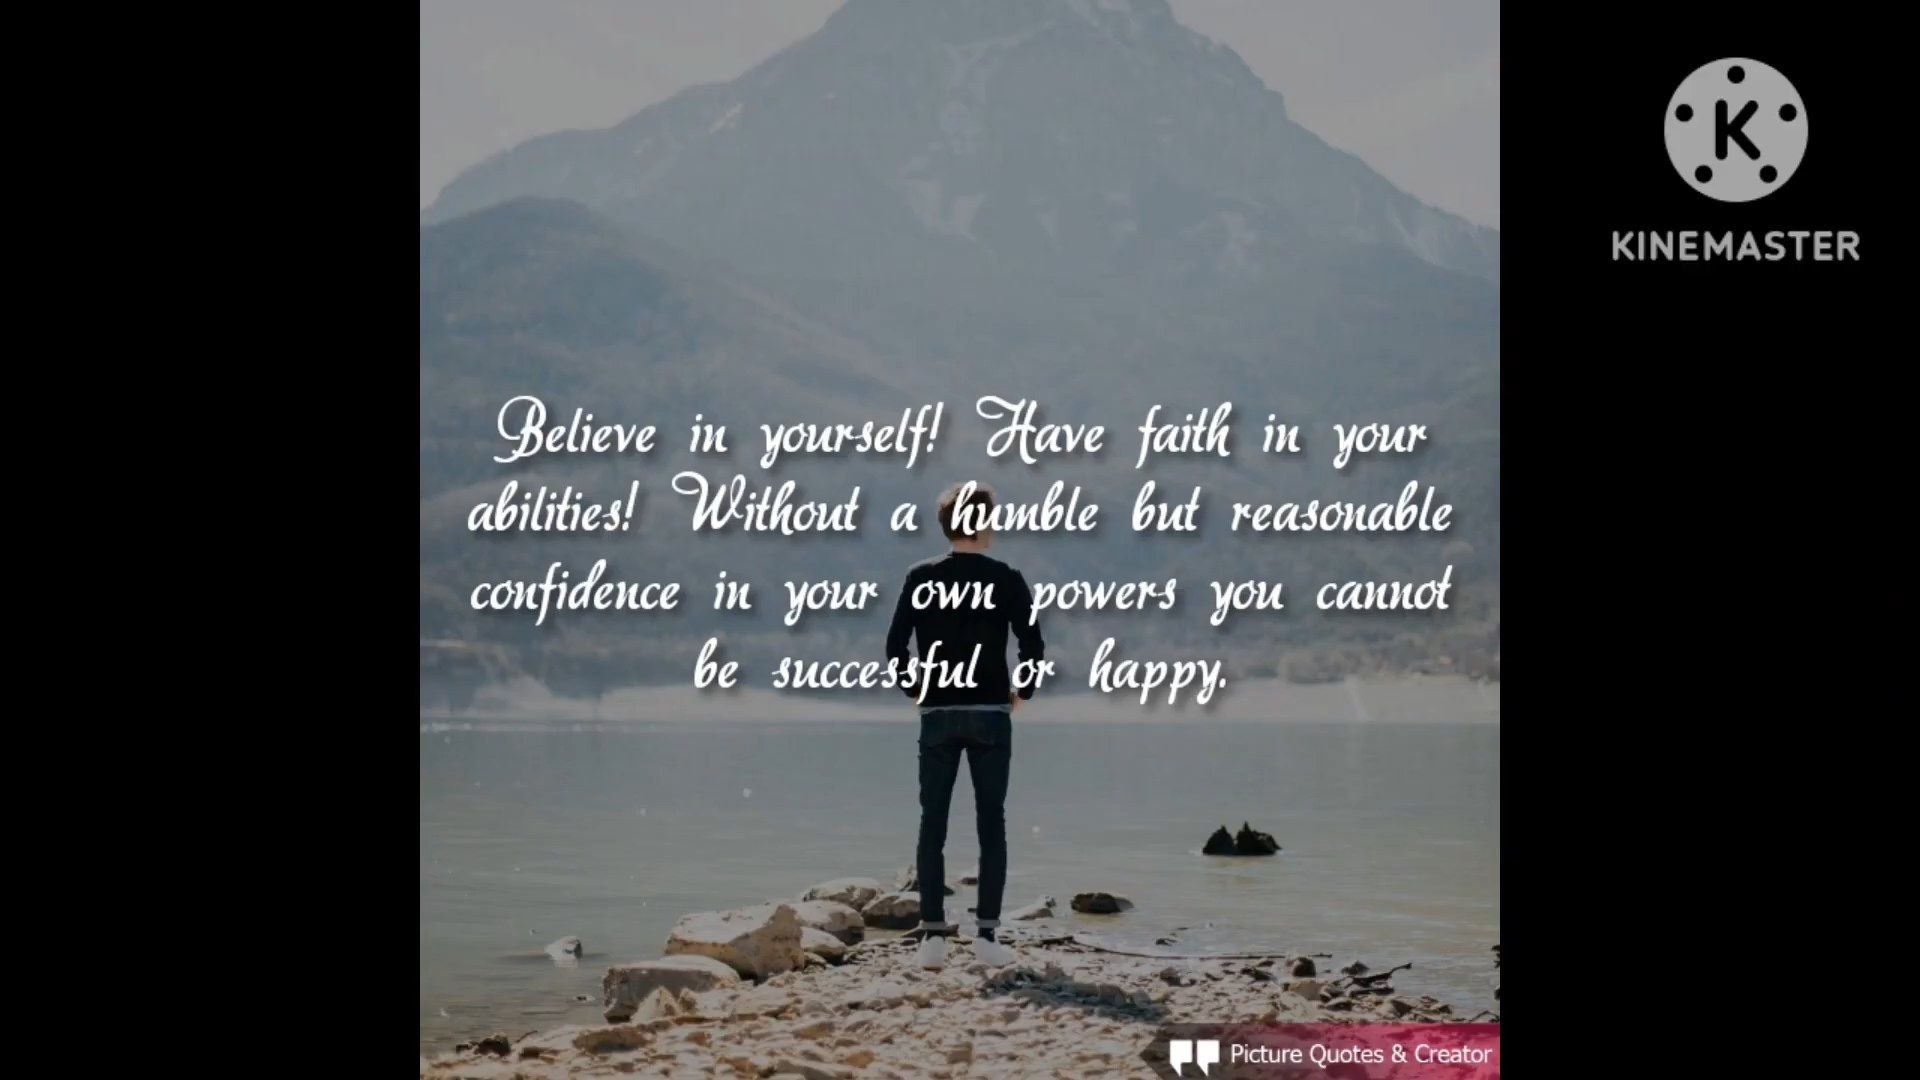 K
KINEMASTER
Believe in yourself! Have faith in your
abilities! Without a humble but reasonable
confidence in your own powers you cannot
be successful or happy.
Picture Quotes & Creator